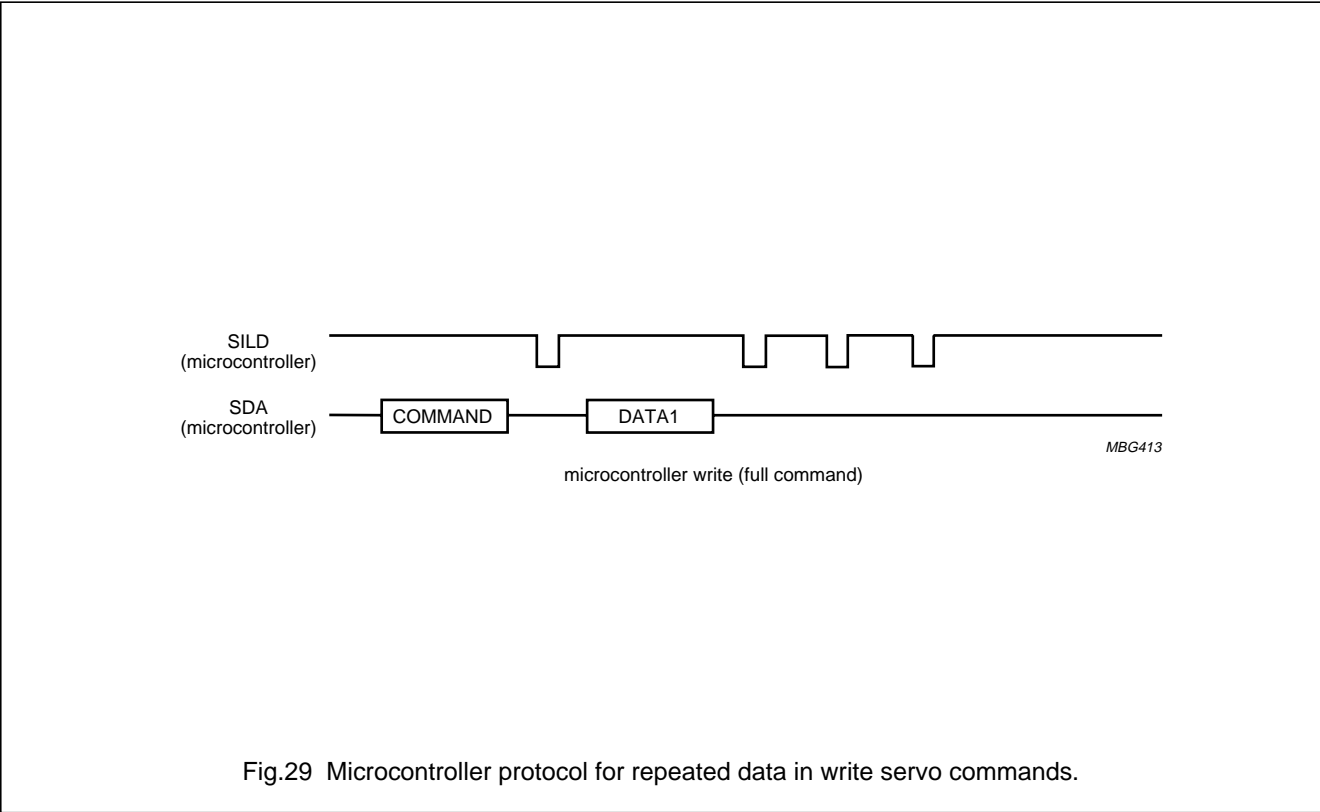 SILD
(microcontroller)
SDA
(microcontroller)
COMMAND
DATA1
MBG413
microcontroller write (full command)
Fig.29 Microcontroller protocol for repeated data in write servo commands.